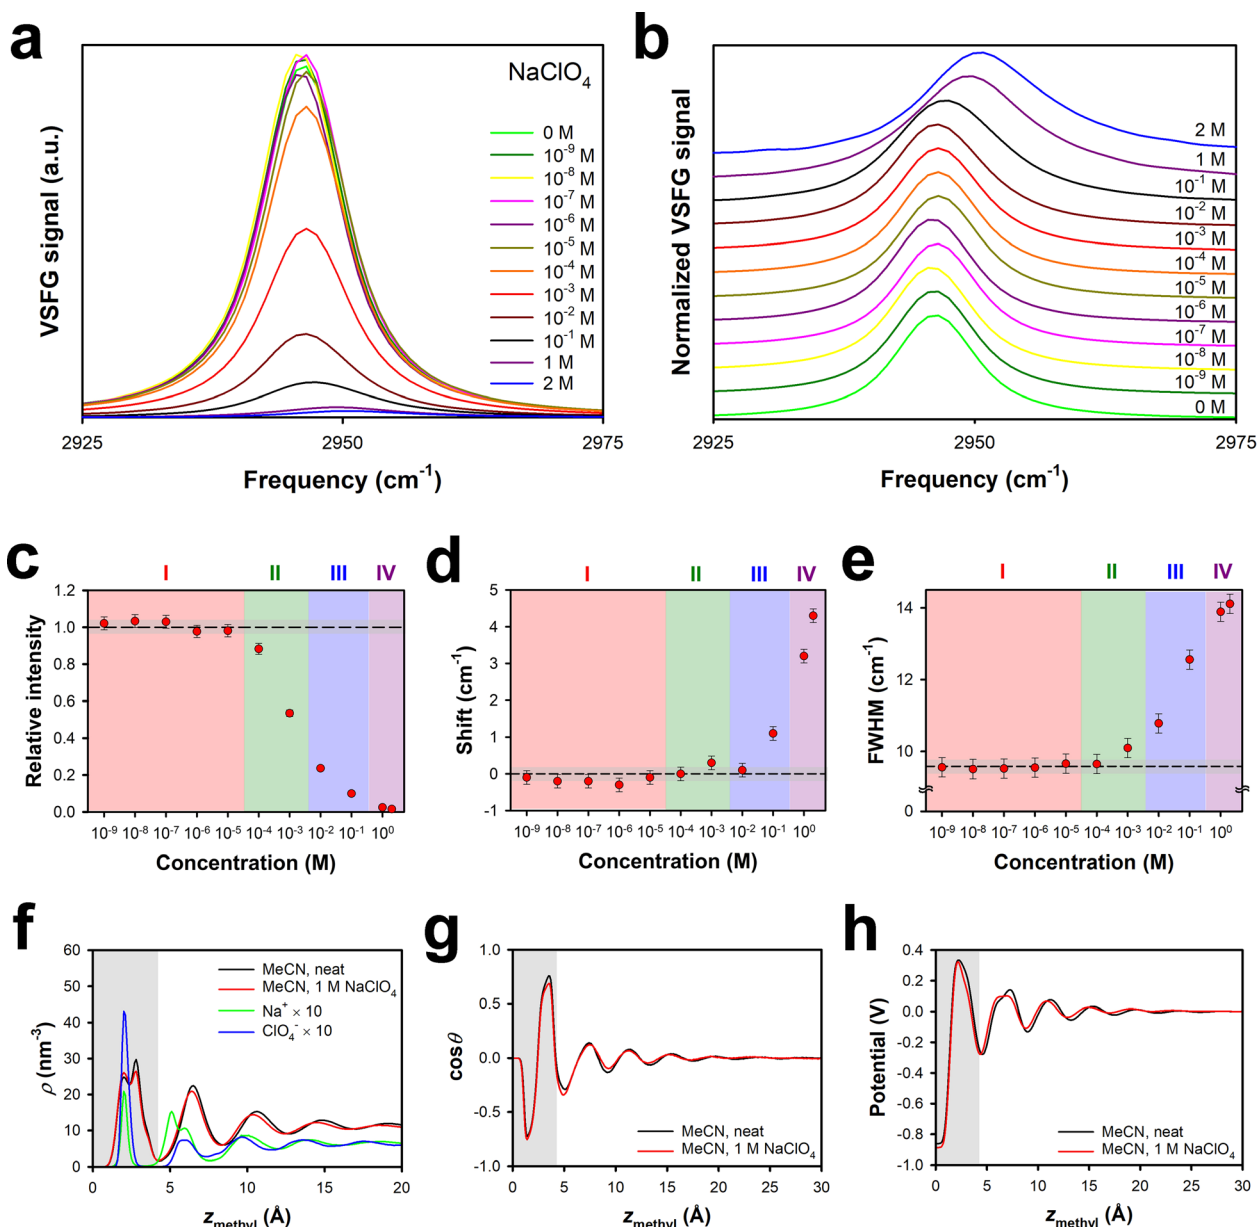 a
NaClO4
0 M
10-9 M
10-8 M
10-7 M
10-6 M
10-5 M
10-4 M
10-3 M
10-2 M
10-1 M
1 M
2 M
VSFG signal (a.u.)
2925 2950 2975
Frequency (cm-1)
b
2 M
1 M
10-1 M
10-2 M
10-3 M
10-4 M
10-5 M
10-6 M
10-7 M
10-8 M
10-9 M
0 M
Normalized VSFG signal
2925 2950 2975
Frequency (cm-1)
c
I II III IV
1.2
1.0
0.8
0.6
0.4
0.2
0.0
Relative intensity
10-9 10-8 10-7 10-6 10-5 10-4 10-3 10-2 10-1 100
Concentration (M)
d
I II III IV
5
4
3
2
1
0
-1
Shift (cm-1)
10-9 10-8 10-7 10-6 10-5 10-4 10-3 10-2 10-1 100
Concentration (M)
e
I II III IV
14
12
10
0
FWHM (cm-1)
10-9 10-8 10-7 10-6 10-5 10-4 10-3 10-2 10-1 100
Concentration (M)
f
60
50
40
30
20
10
0
ρ (nm-3)
MeCN, neat
MeCN, 1 M NaClO4
Na+ × 10
ClO4- × 10
0 5 10 15 20
zmethyl (Å)
g
1.0
0.5
0.0
-0.5
-1.0
cosθ
MeCN, neat
MeCN, 1 M NaClO4
0 5 10 15 20 25 30
zmethyl (Å)
h
0.4
0.2
0.0
-0.2
-0.4
-0.6
-0.8
-1.0
Potential (V)
MeCN, neat
MeCN, 1 M NaClO4
0 5 10 15 20 25 30
zmethyl (Å)